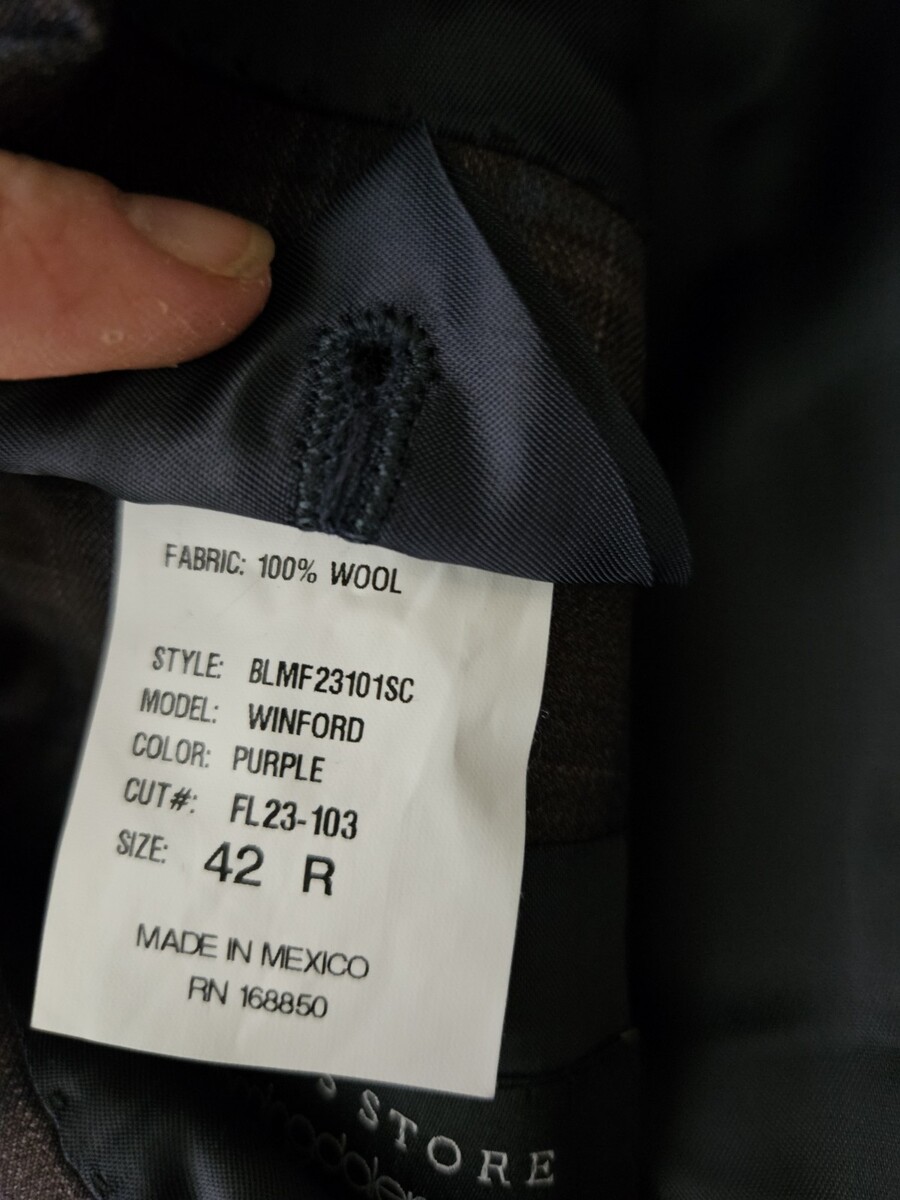 FABRIC: 100% WOOL
STYLE: BLMF23101SC
MODEL: WINFORD
COLOR: PURPLE
CUT#: FL23-103
SIZE: 42 R
MADE IN MEXICO
RN 168850
S STORE